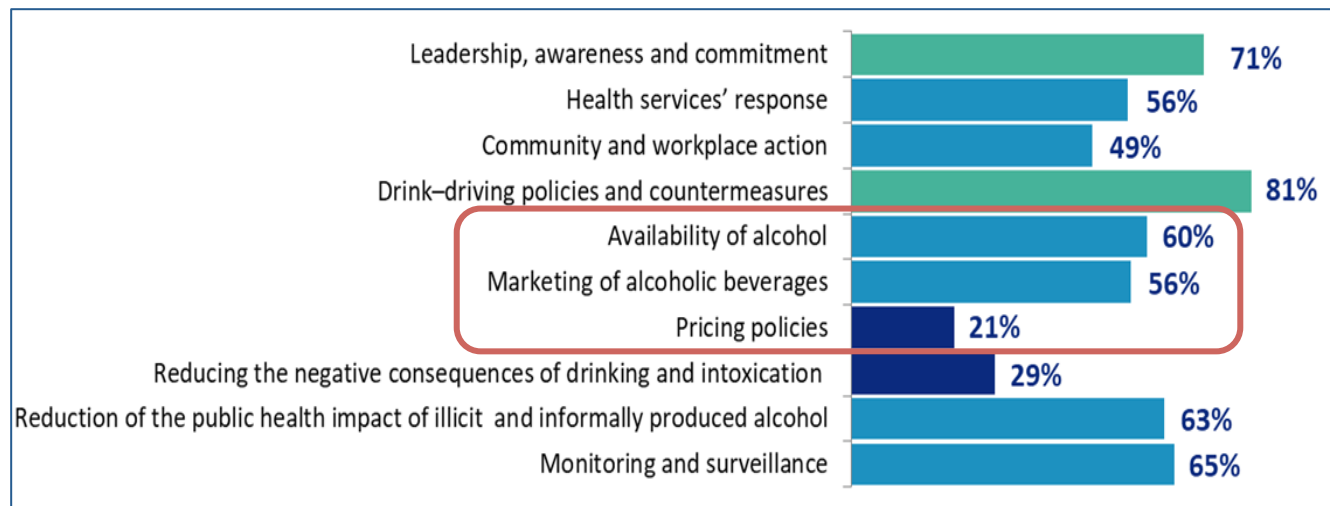 Leadership, awareness and commitment 71%
Health services’ response 56%
Community and workplace action 49%
Drink–driving policies and countermeasures 81%
Availability of alcohol 60%
Marketing of alcoholic beverages 56%
Pricing policies 21%
Reducing the negative consequences of drinking and intoxication 29%
Reduction of the public health impact of illicit and informally produced alcohol 63%
Monitoring and surveillance 65%